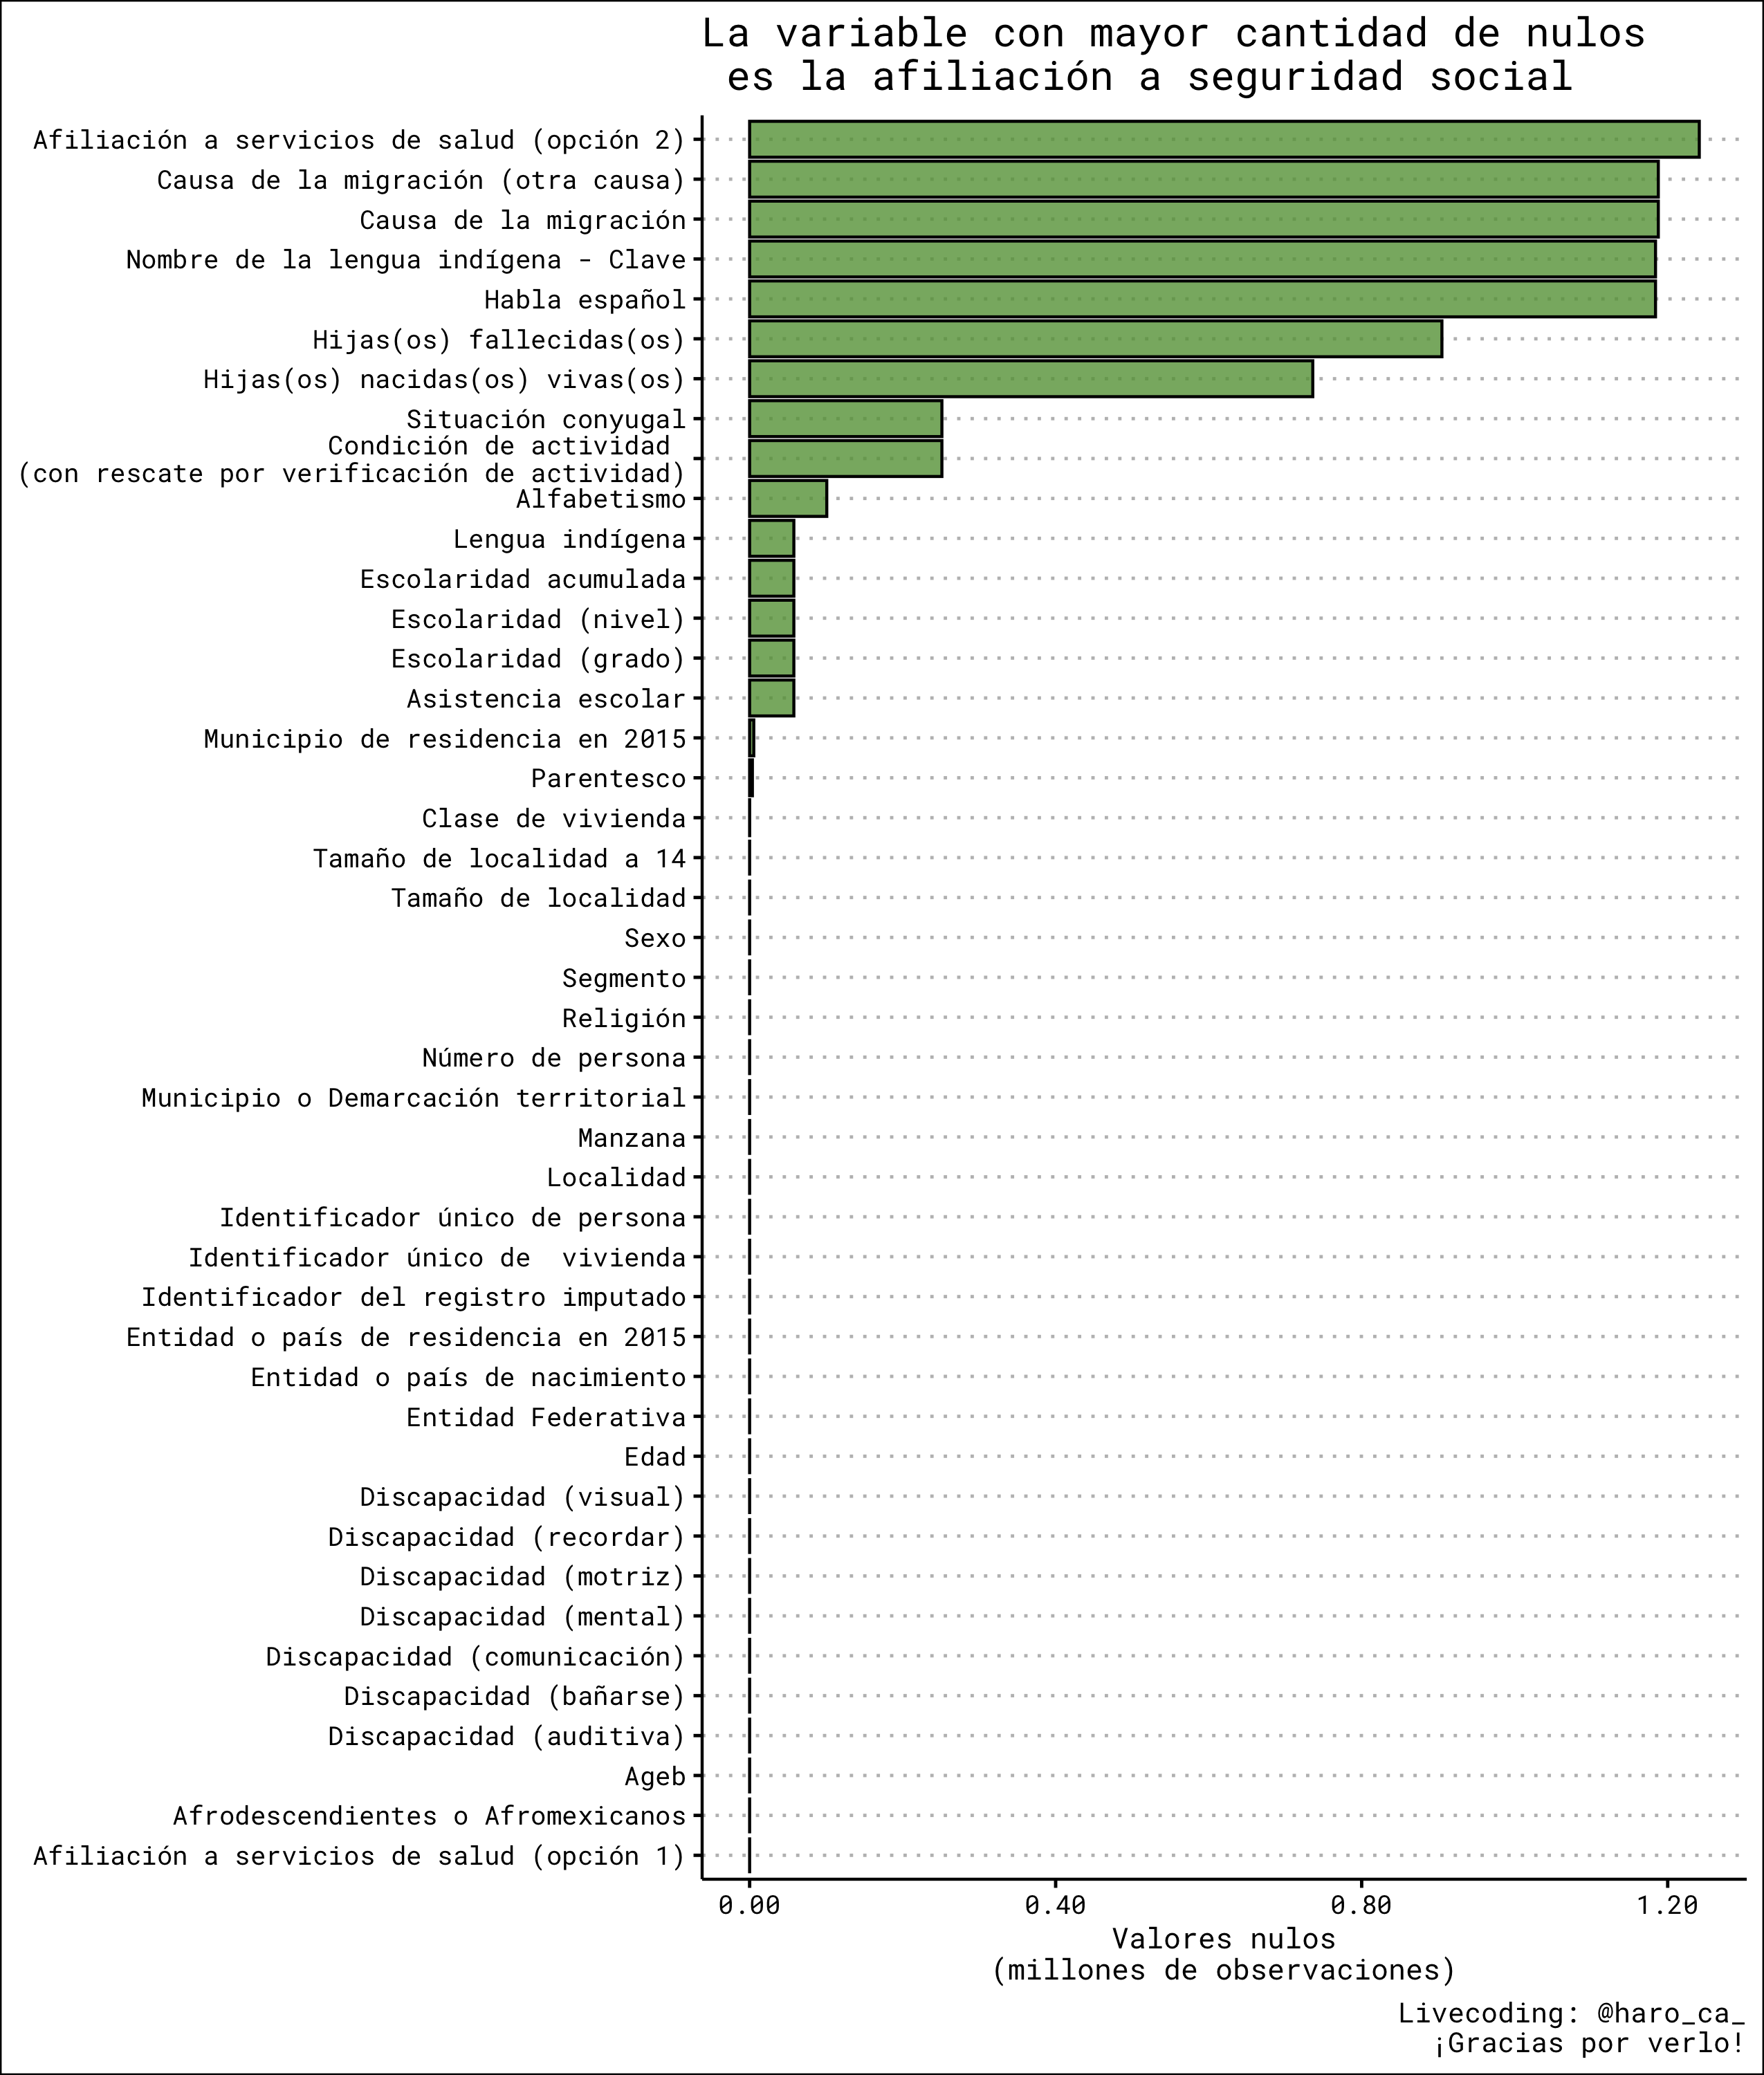 La variable con mayor cantidad de nulos
es la afiliación a seguridad social
Afiliación a servicios de salud (opción 2)
Causa de la migración (otra causa)
Causa de la migración
Nombre de la lengua indígena - Clave
Habla español
Hijas(os) fallecidas(os)
Hijas(os) nacidas(os) vivas(os)
Situación conyugal
Condición de actividad
(con rescate por verificación de actividad)
Alfabetismo
Lengua indígena
Escolaridad acumulada
Escolaridad (nivel)
Escolaridad (grado)
Asistencia escolar
Municipio de residencia en 2015
Parentesco
Clase de vivienda
Tamaño de localidad a 14
Tamaño de localidad
Sexo
Segmento
Religión
Número de persona
Municipio o Demarcación territorial
Manzana
Localidad
Identificador único de persona
Identificador único de  vivienda
Identificador del registro imputado
Entidad o país de residencia en 2015
Entidad o país de nacimiento
Entidad Federativa
Edad
Discapacidad (visual)
Discapacidad (recordar)
Discapacidad (motriz)
Discapacidad (mental)
Discapacidad (comunicación)
Discapacidad (bañarse)
Discapacidad (auditiva)
Ageb
Afrodescendientes o Afromexicanos
Afiliación a servicios de salud (opción 1)
0.00 0.40 0.80 1.20
Valores nulos
(millones de observaciones)
Livecoding: @haro_ca_
¡Gracias por verlo!